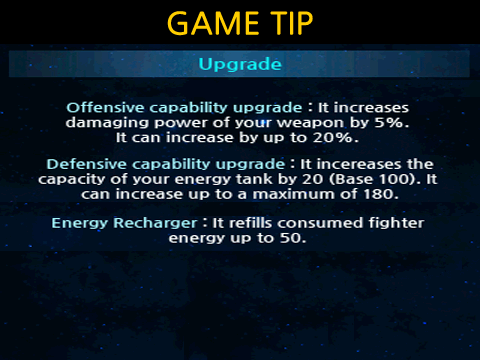 GAME TIP
Upgrade
Offensive capability upgrade : It increases
damaging power of your weapon by 5%.
It can increase by up to 20%.
Defensive capability upgrade : It incereases the
capacity of your energy tank by 20 (Base 100). It
can increase up to a maximum of 180.
Energy Recharger : It refills consumed fighter
energy up to 50.